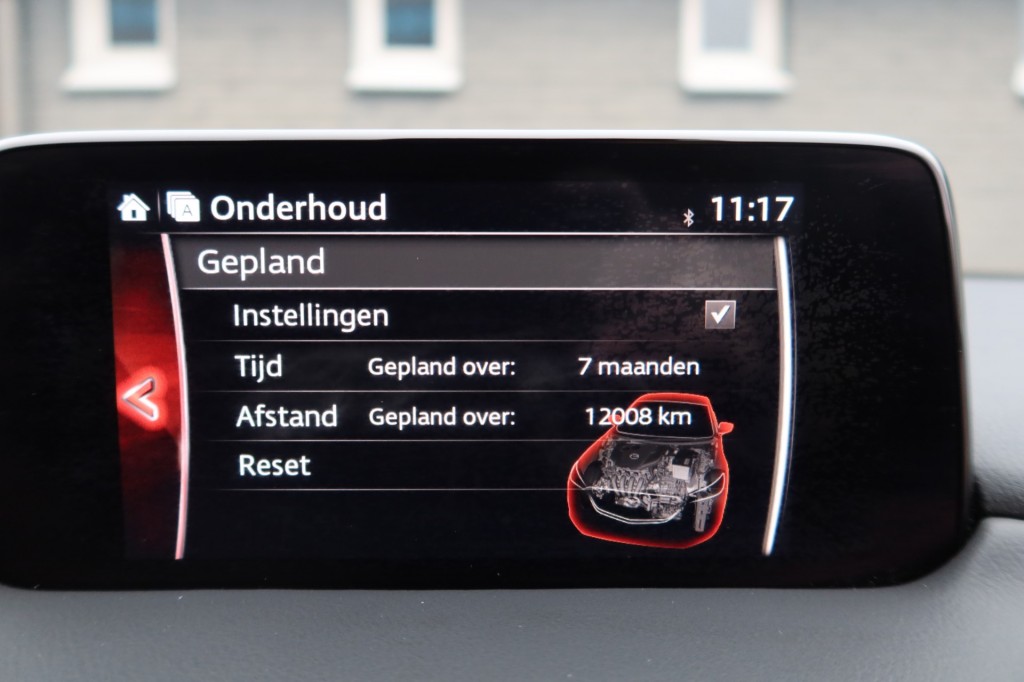 A Onderhoud 11:17
Gepland
Instellingen
Tijd Gepland over: 7 maanden
Afstand Gepland over: 12008 km
Reset